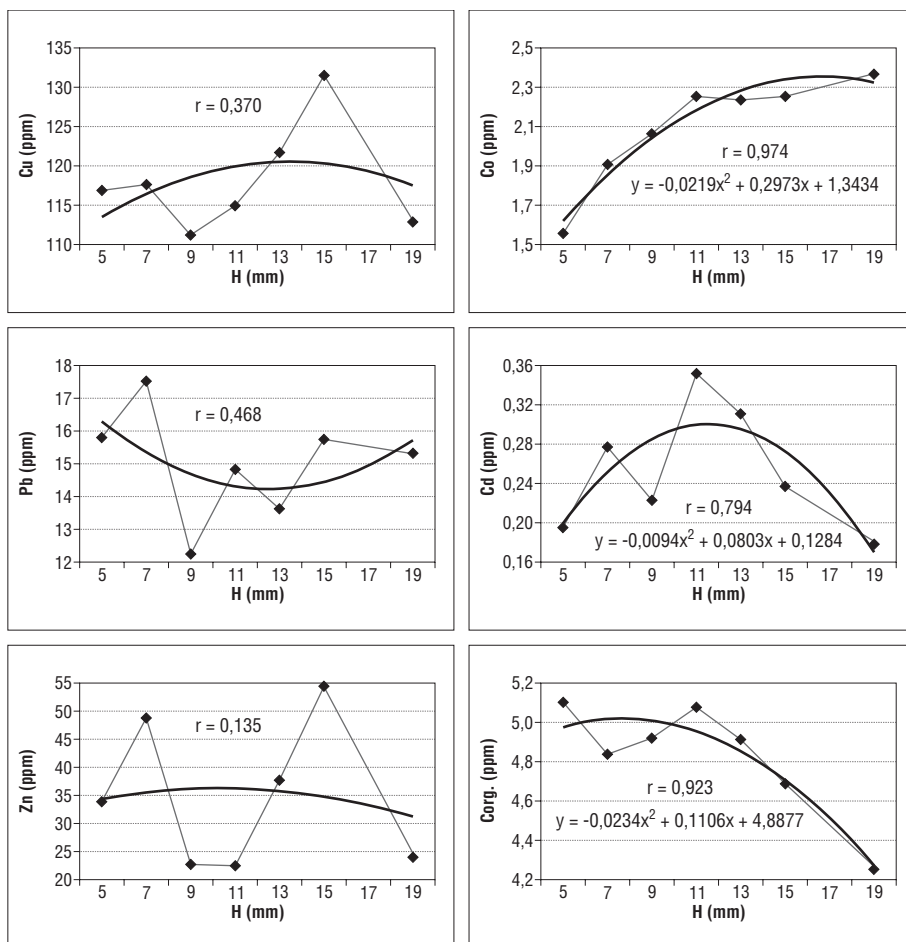 135
130
125
120
115
110
Cu (ppm)
r = 0,370
5 7 9 11 13 15 17 19
H (mm)
2,5
2,3
2,1
1,9
1,7
1,5
Co (ppm)
r = 0,974
y = -0,0219x² + 0,2973x + 1,3434
5 7 9 11 13 15 17 19
H (mm)
18
17
16
15
14
13
12
Pb (ppm)
r = 0,468
5 7 9 11 13 15 17 19
H (mm)
0,36
0,32
0,28
0,24
0,20
0,16
Cd (ppm)
r = 0,794
y = -0,0094x² + 0,0803x + 0,1284
5 7 9 11 13 15 17 19
H (mm)
55
50
45
40
35
30
25
20
Zn (ppm)
r = 0,135
5 7 9 11 13 15 17 19
H (mm)
5,2
5,0
4,8
4,6
4,4
4,2
Corg. (ppm)
r = 0,923
y = -0,0234x² + 0,1106x + 4,8877
5 7 9 11 13 15 17 19
H (mm)